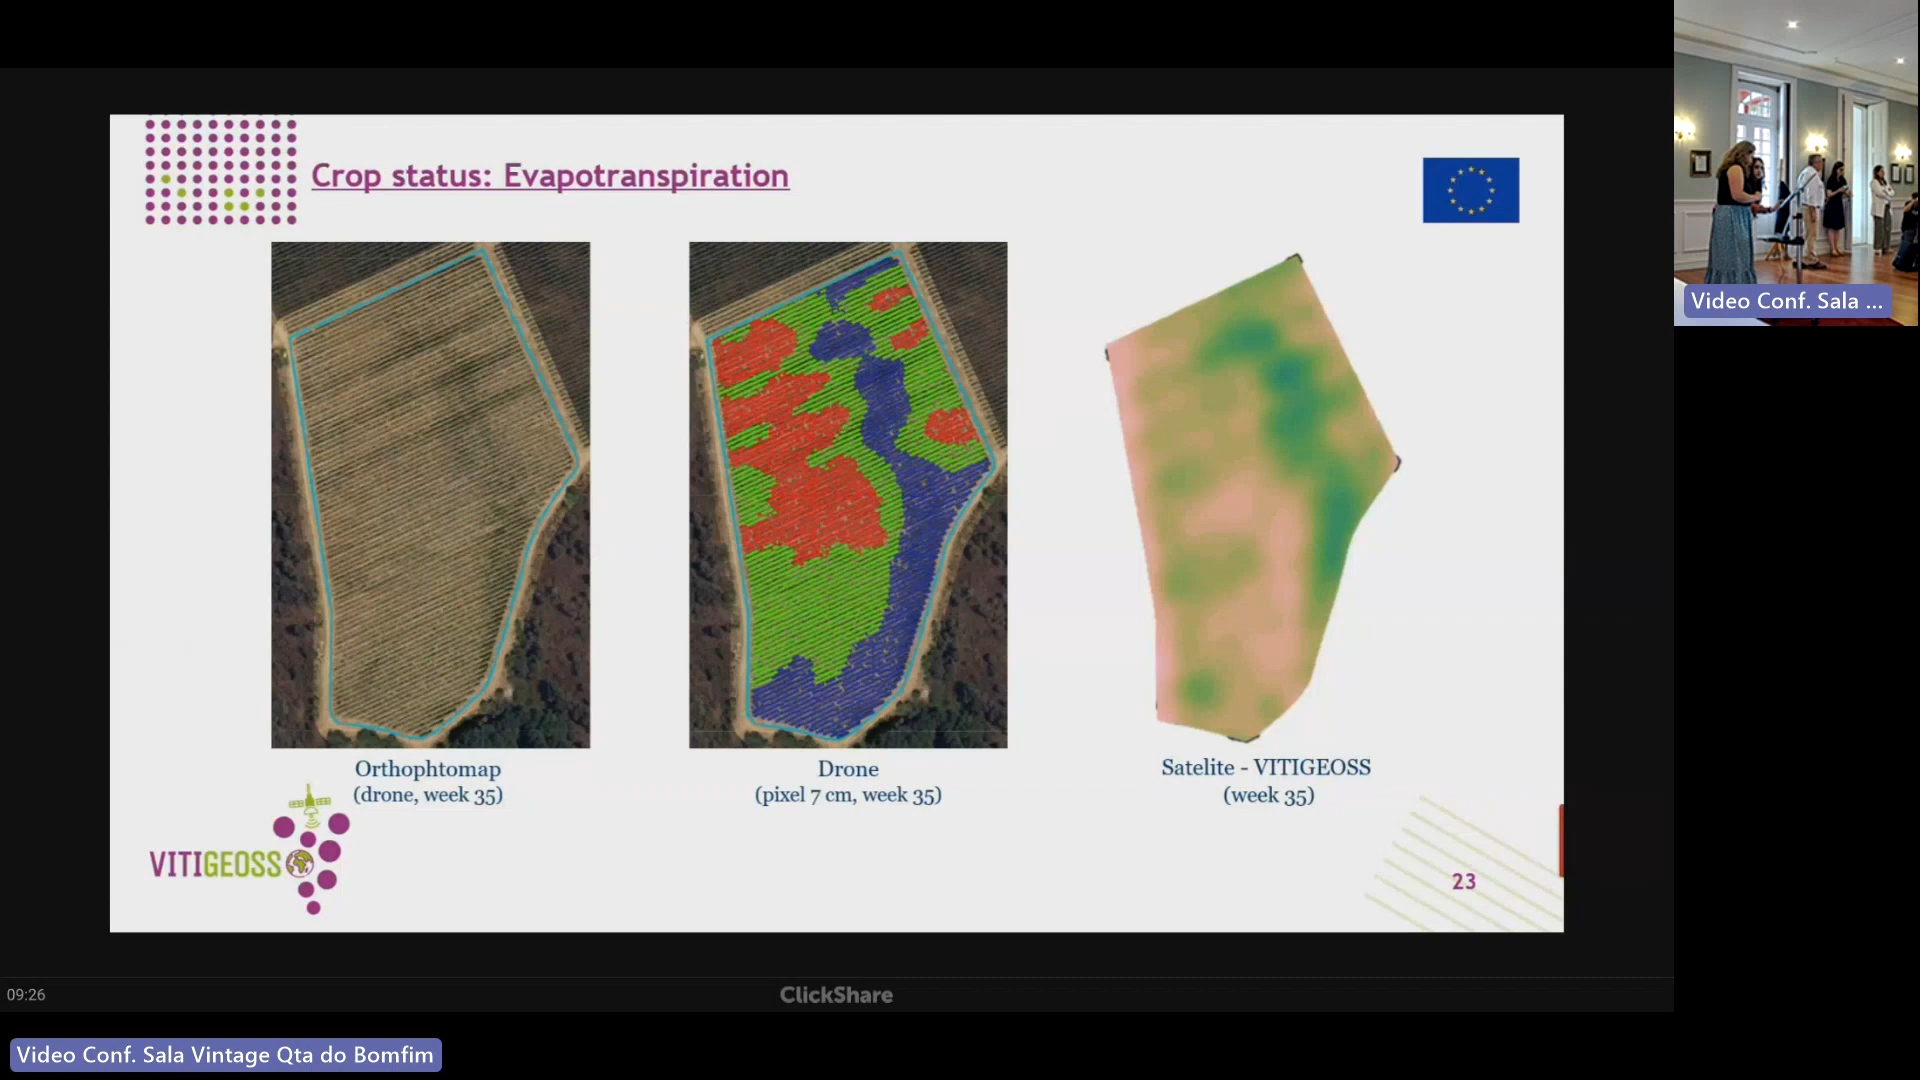 Crop status: Evapotranspiration
Orthophtomap
(drone, week 35)
Drone
(pixel 7 cm, week 35)
Satelite - VITIGEOSS
(week 35)
VITIGEOSS
23
Video Conf. Sala ...
09:26
ClickShare
Video Conf. Sala Vintage Qta do Bomfim